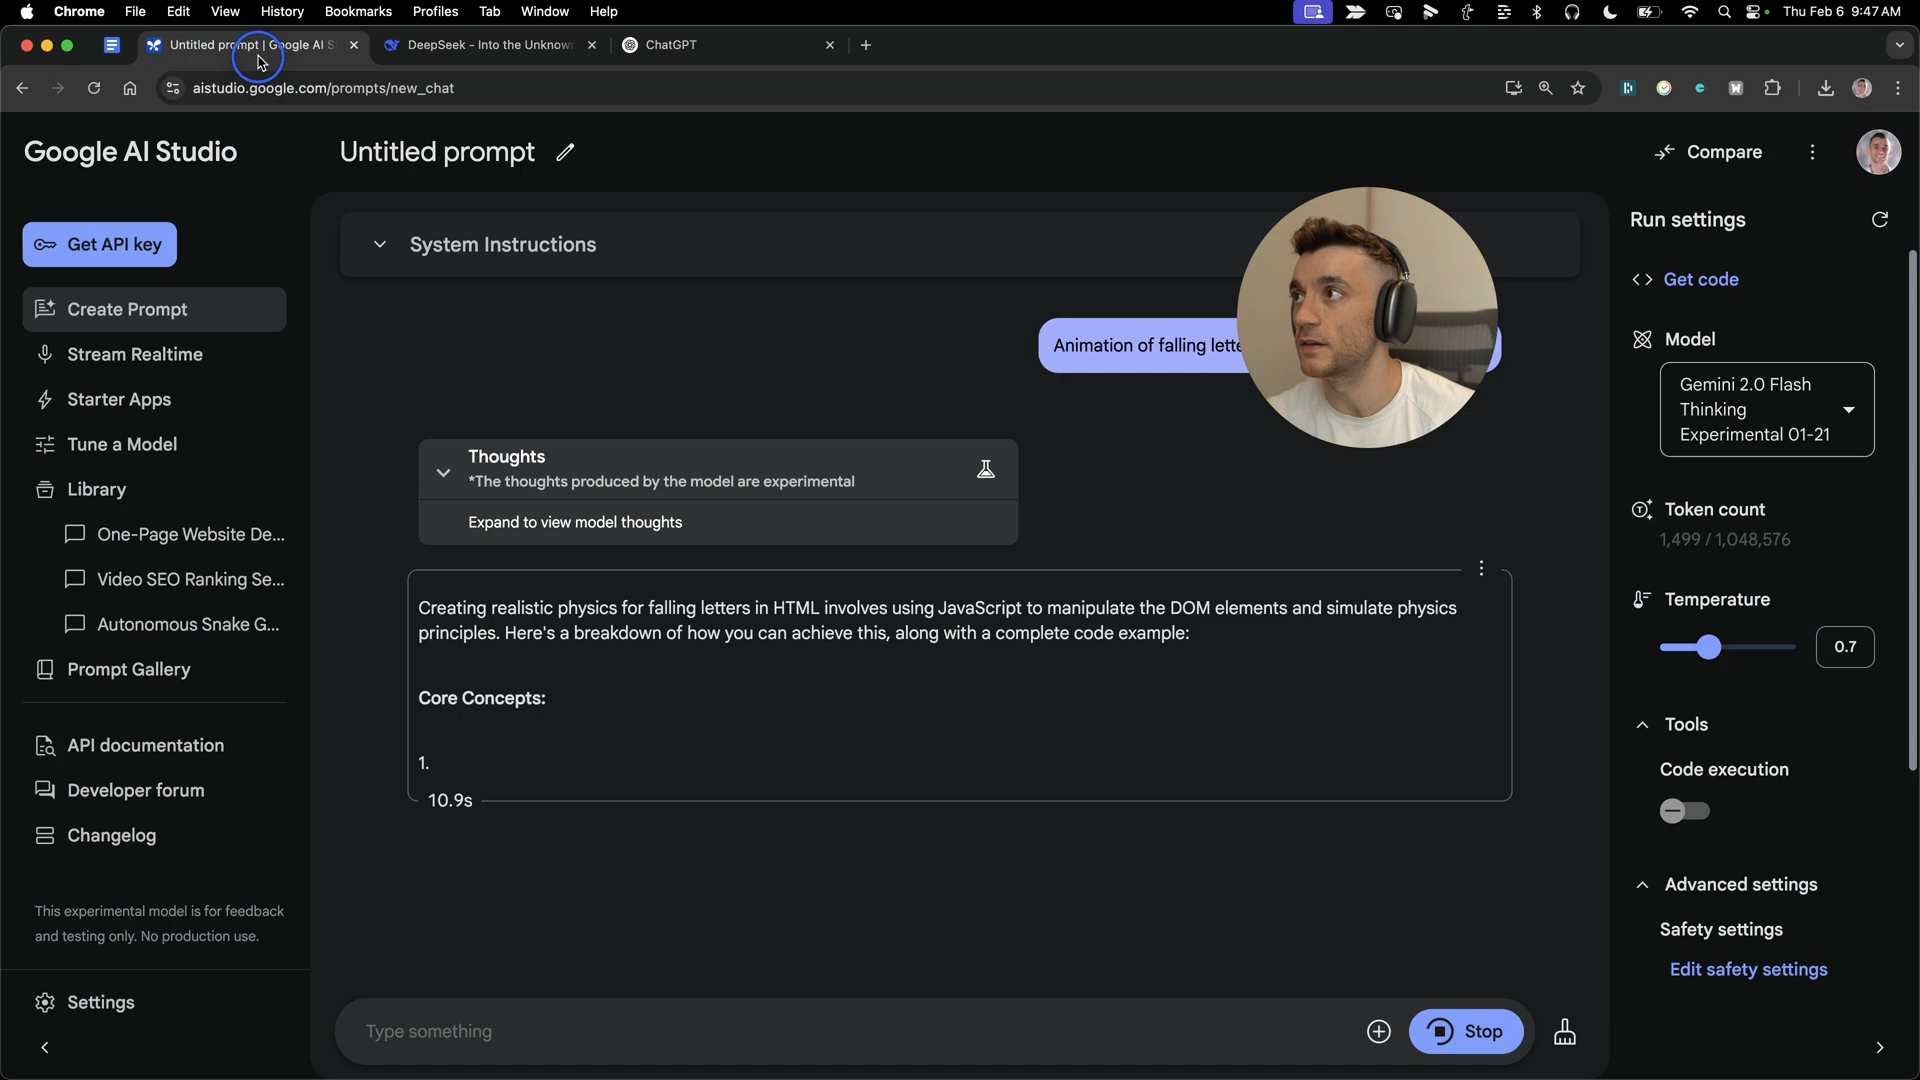 Chrome File Edit View History Bookmarks Profiles Tab Window Help Thu Feb 6 9:47 AM
Untitled prompt | Google AI S DeepSeek - Into the Unknown ChatGPT
aistudio.google.com/prompts/new_chat
Google AI Studio
Untitled prompt
Compare
Get API key
Create Prompt
Stream Realtime
Starter Apps
Tune a Model
Library
One-Page Website De...
Video SEO Ranking Se...
Autonomous Snake G...
Prompt Gallery
API documentation
Developer forum
Changelog
This experimental model is for feedback
and testing only. No production use.
Settings
System Instructions
Animation of falling lette
Thoughts
*The thoughts produced by the model are experimental
Expand to view model thoughts
Creating realistic physics for falling letters in HTML involves using JavaScript to manipulate the DOM elements and simulate physics
principles. Here's a breakdown of how you can achieve this, along with a complete code example:
Core Concepts:
1.
10.9s
Type something
Stop
Run settings
Get code
Model
Gemini 2.0 Flash
Thinking
Experimental 01-21
Token count
1,499 / 1,048,576
Temperature
0.7
Tools
Code execution
Advanced settings
Safety settings
Edit safety settings